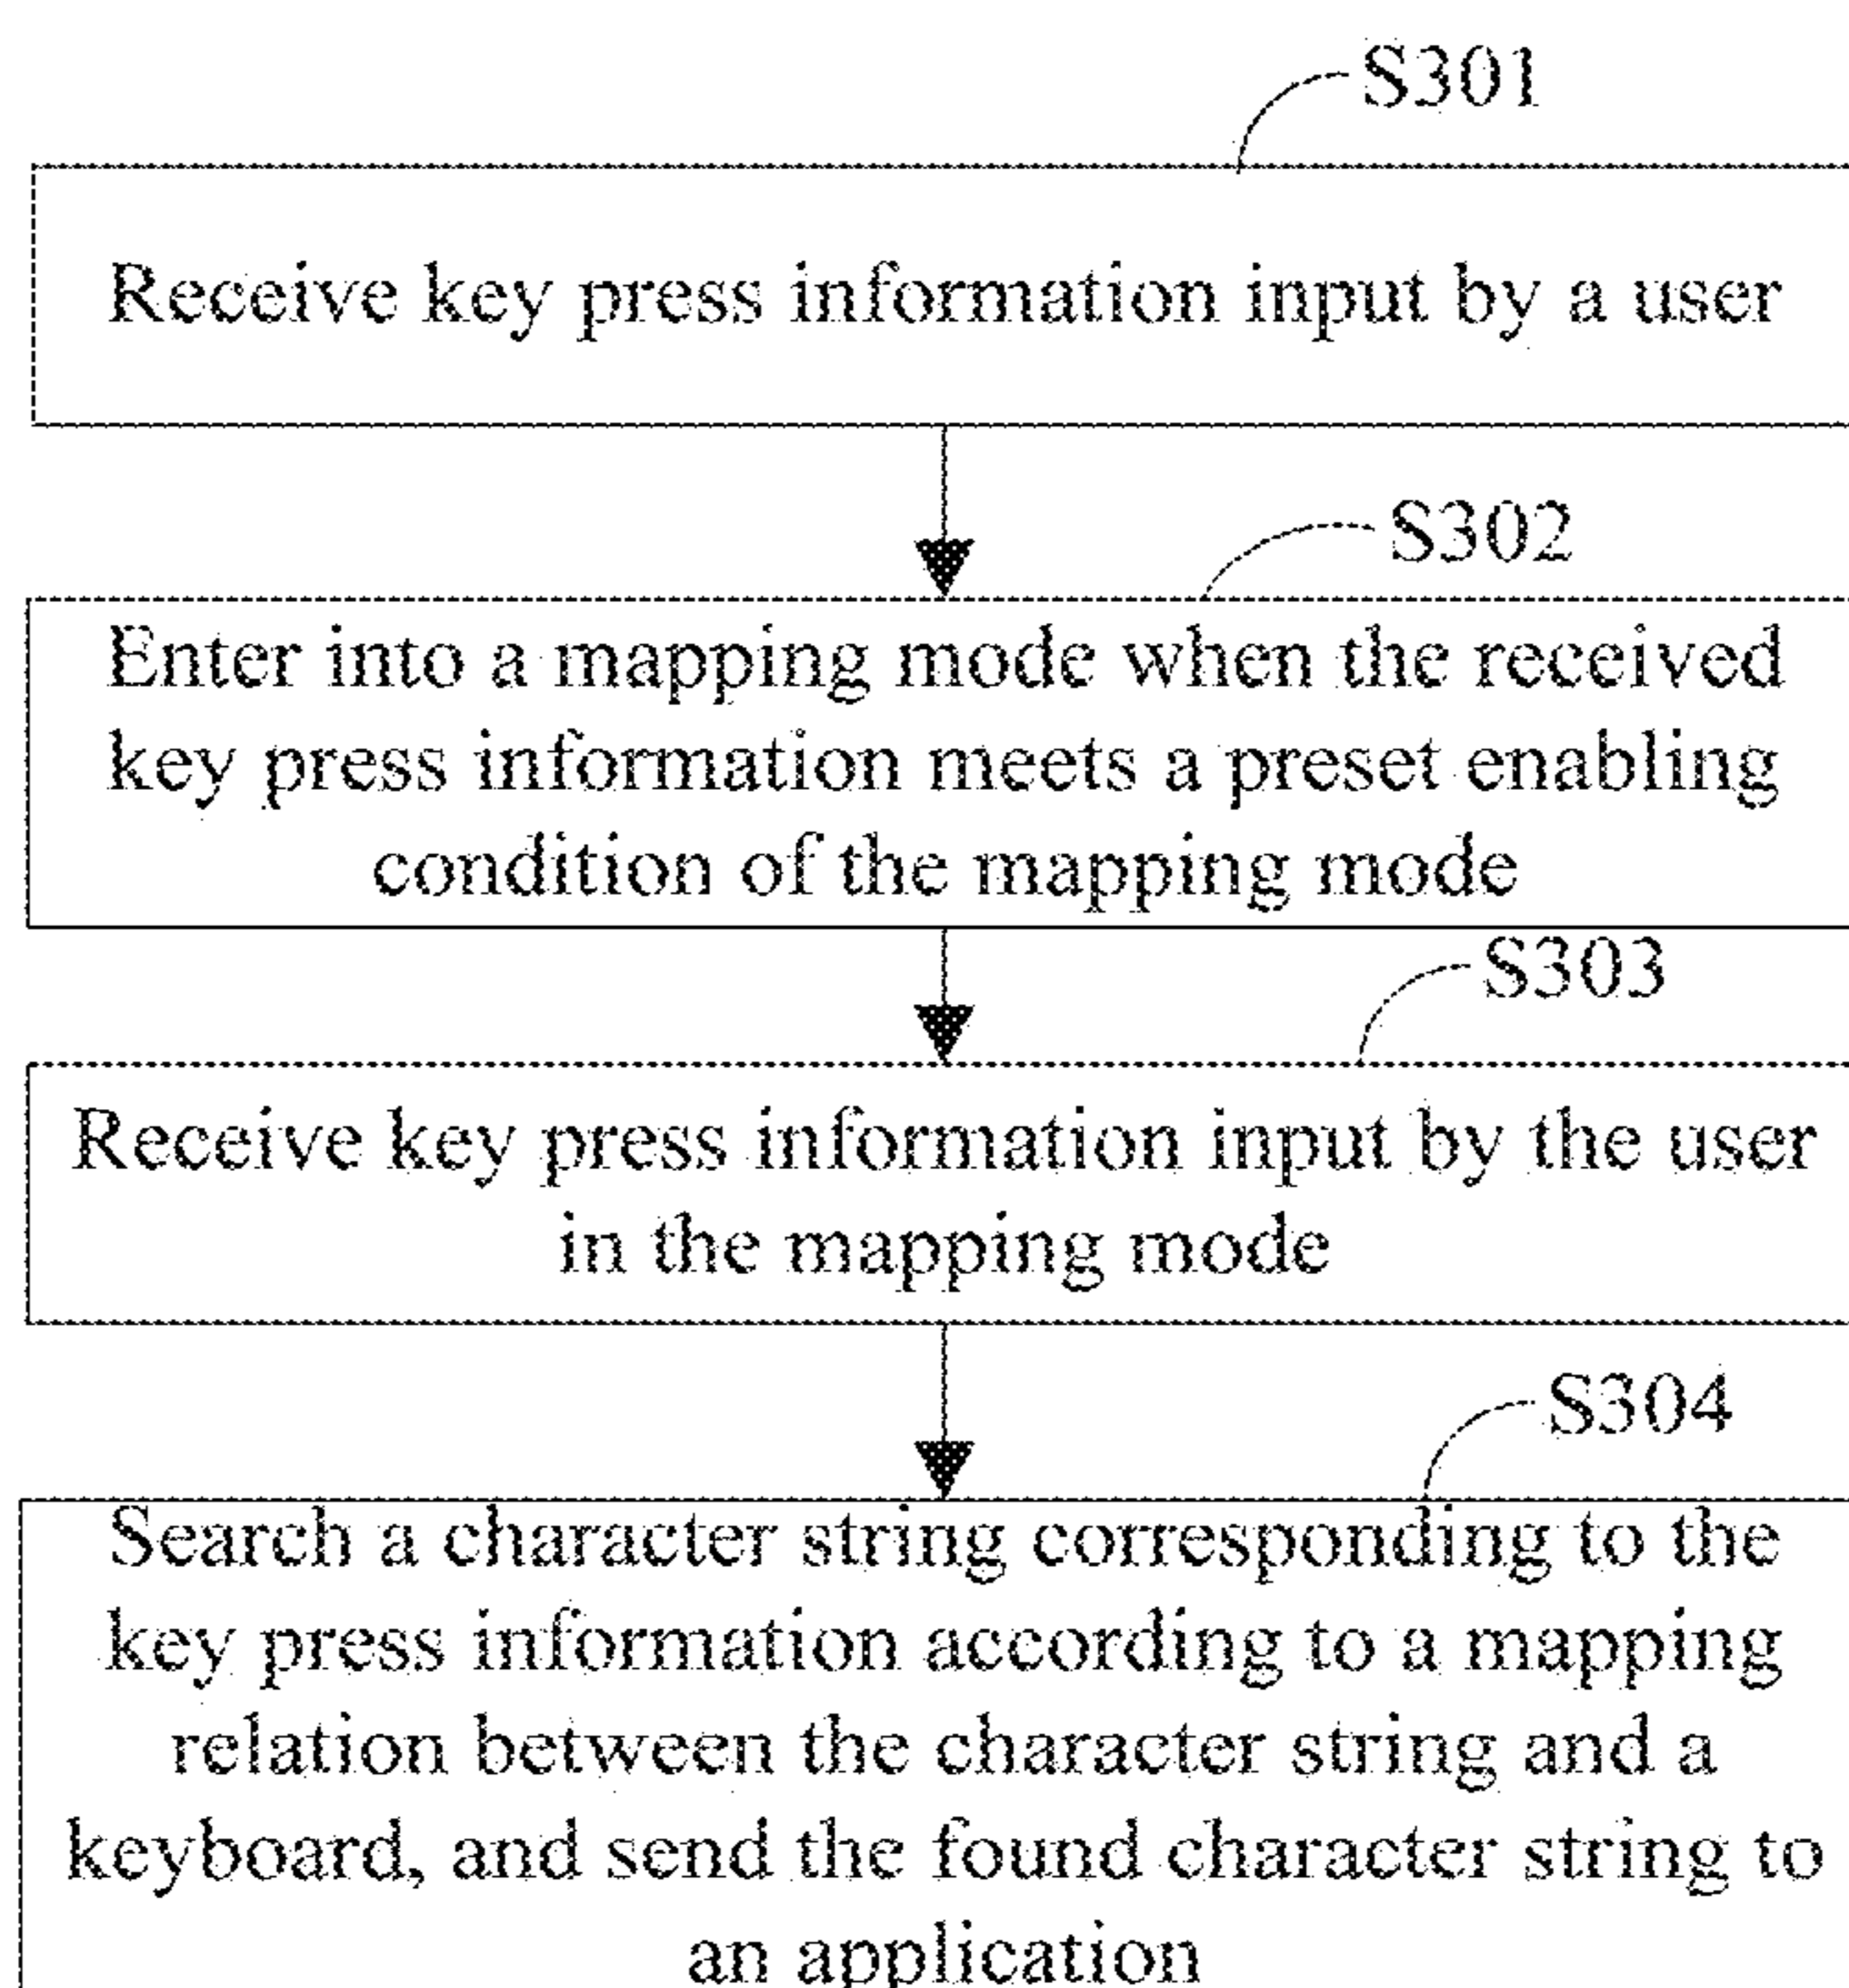 S301
Receive key press information input by a user
S302
Enter into a mapping mode when the received
key press information meets a preset enabling
condition of the mapping mode
S303
Receive key press information input by the user
in the mapping mode
S304
Search a character string corresponding to the
key press information according to a mapping
relation between the character string and a
keyboard, and send the found character string to
an application